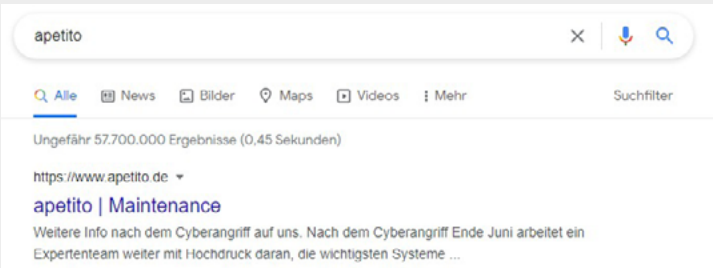 apetito
Alle News Bilder Maps Videos Mehr Suchfilter
Ungefähr 57.700.000 Ergebnisse (0,45 Sekunden)
https://www.apetito.de
apetito | Maintenance
Weitere Info nach dem Cyberangriff auf uns. Nach dem Cyberangriff Ende Juni arbeitet ein
Expertenteam weiter mit Hochdruck daran, die wichtigsten Systeme ...